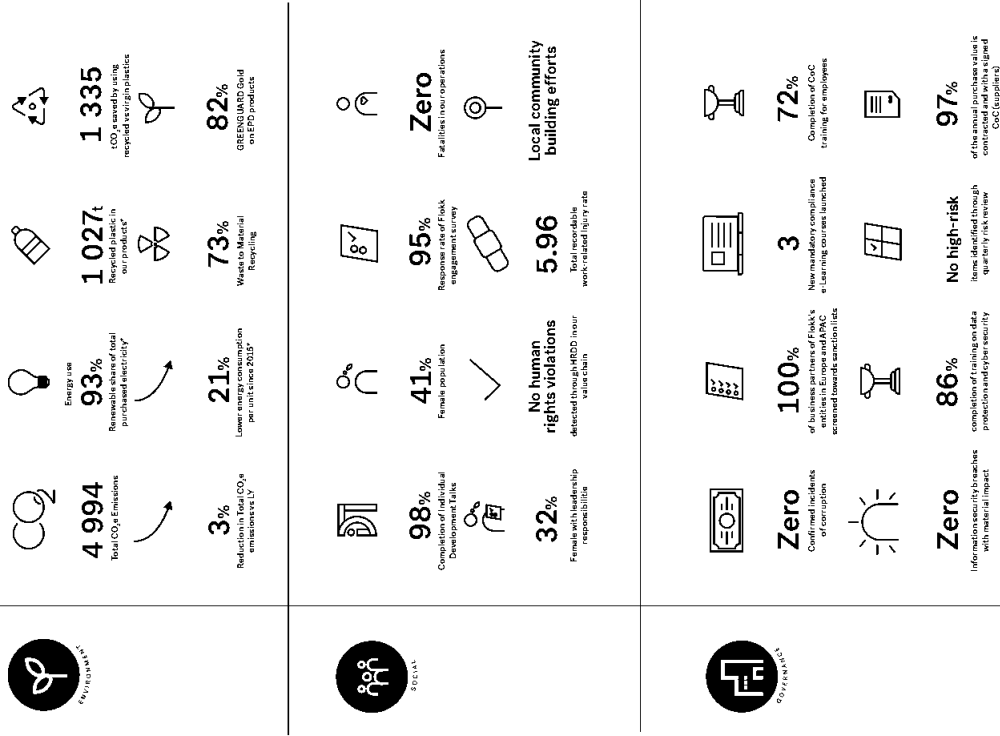 ENVIRONMENT
4 994
Total CO2e Emissions
Energy use
93%
Renewable share of total
purchased electricity*
1 027t
Recycled plastic in
our products*
1 335
tCO2e saved by using
recycled vs virgin plastics
3%
Reduction in Total CO2e
emissions vs LY
21%
Lower energy consumption
per unit since 2015*
73%
Waste to Material
Recycling
82%
GREENGUARD Gold
on EPD products
SOCIAL
98%
Completion of Individual
Development Talks
41%
Female population
95%
Response rate of Flokk
engagement survey
Zero
Fatalities in our operations
32%
Female with leadership
responsibilitie
No human
rights violations
detected through HRDD in our
value chain
5.96
Total recordable
work-related injury rate
Local community
building efforts
GOVERNANCE
Zero
Confirmed incidents
of corruption
100%
of business partners of Flokk's
entities in Europe and APAC
screened towards sanction lists
3
New mandatory compliance
e-Learning courses launched
72%
Completion of CoC
training for employees
Zero
Information security breaches
with material impact
86%
completion of training on data
protection and cyber security
No high-risk
items identified through
quarterly risk review
97%
of the annual purchase value is
contracted and with a signed
CoC (suppliers)